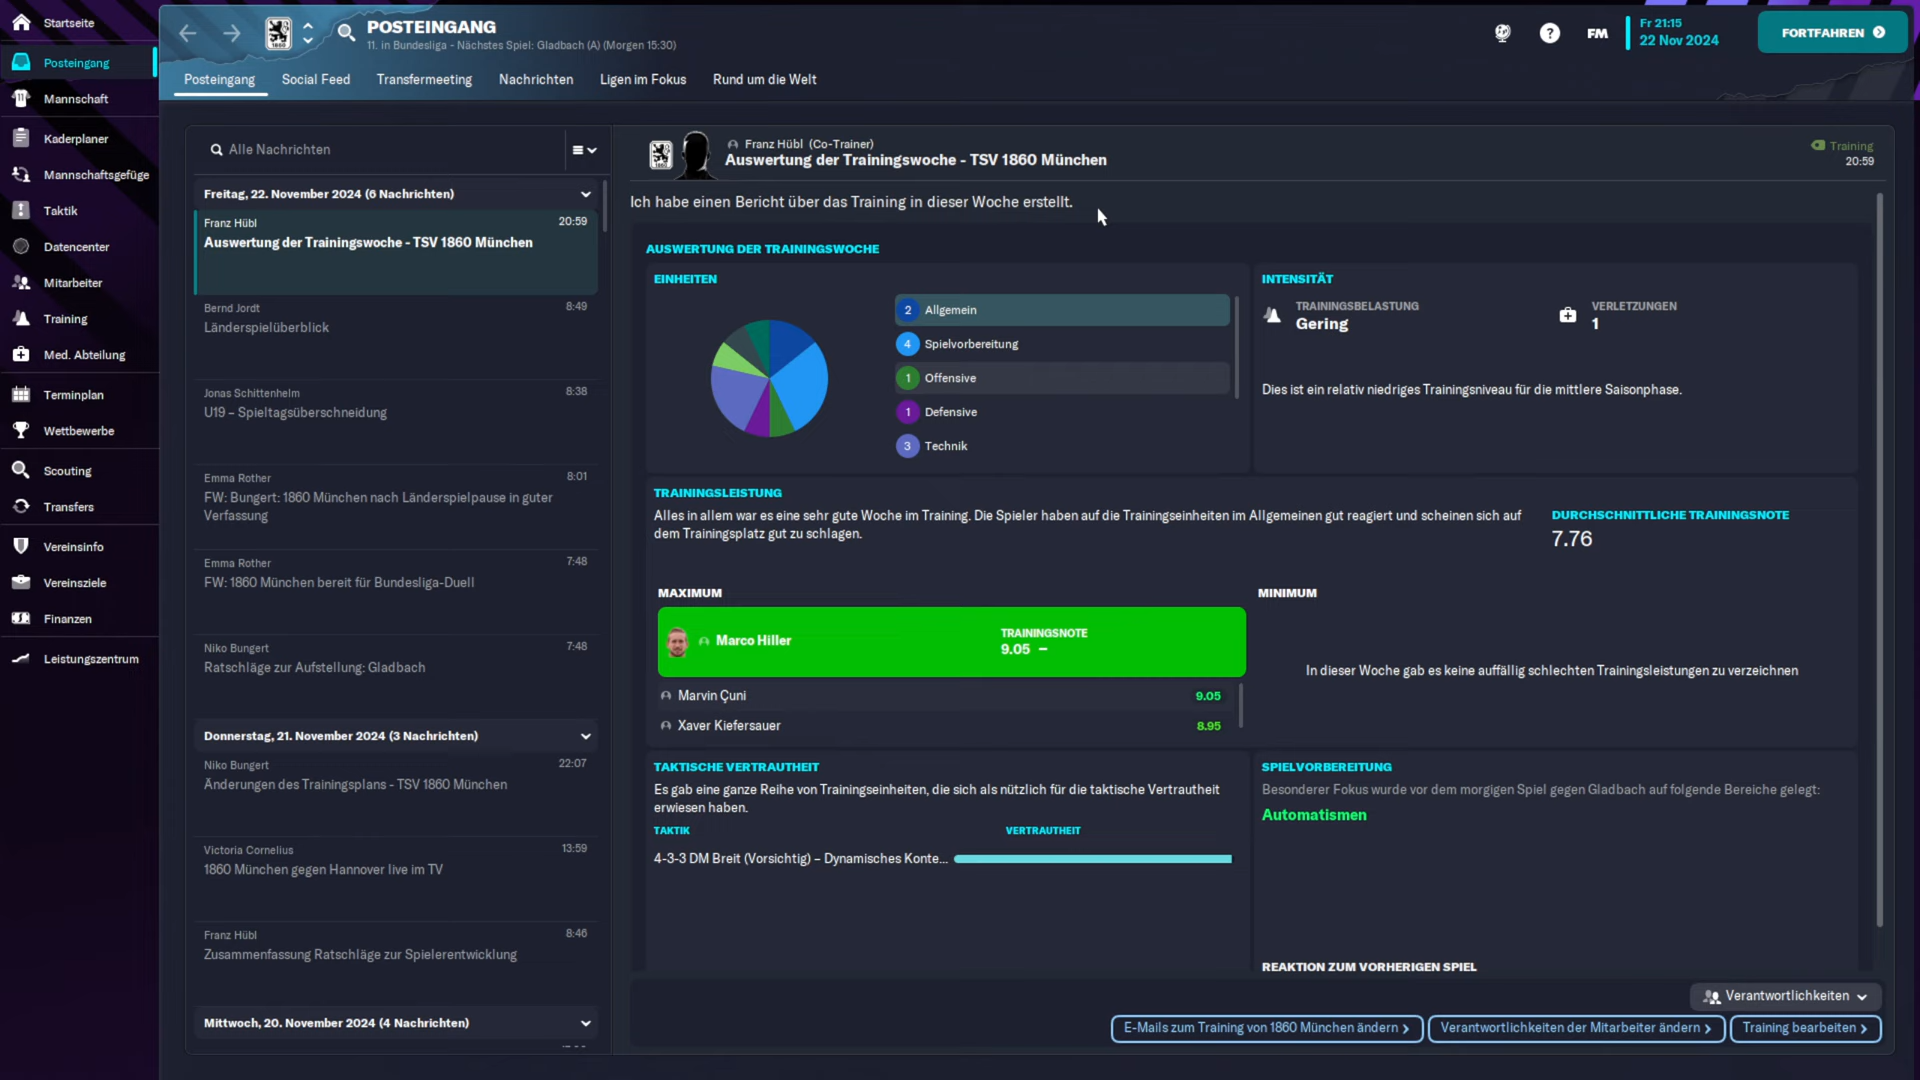 Startseite
Posteingang
Mannschaft
Kaderplaner
Mannschaftsgefüge
Taktik
Datencenter
Mitarbeiter
Training
Med. Abteilung
Terminplan
Wettbewerbe
Scouting
Transfers
Vereinsinfo
Vereinsziele
Finanzen
Leistungszentrum
POSTEINGANG
11. in Bundesliga - Nächstes Spiel: Gladbach (A) (Morgen 15:30)
FM
Fr 21:15
22 Nov 2024
FORTFAHREN
Posteingang Social Feed Transfermeeting Nachrichten Ligen im Fokus Rund um die Welt
Alle Nachrichten
Freitag, 22. November 2024 (6 Nachrichten)
Franz Hübl 20:59
Auswertung der Trainingswoche - TSV 1860 München
Bernd Jordt 8:49
Länderspielüberblick
Jonas Schittenhelm 8:38
U19 – Spieltagsüberschneidung
Emma Rother 8:01
FW: Bungert: 1860 München nach Länderspielpause in guter
Verfassung
Emma Rother 7:48
FW: 1860 München bereit für Bundesliga-Duell
Niko Bungert 7:48
Ratschläge zur Aufstellung: Gladbach
Donnerstag, 21. November 2024 (3 Nachrichten)
Niko Bungert 22:07
Änderungen des Trainingsplans - TSV 1860 München
Victoria Cornelius 13:59
1860 München gegen Hannover live im TV
Franz Hübl 8:46
Zusammenfassung Ratschläge zur Spielerentwicklung
Mittwoch, 20. November 2024 (4 Nachrichten)
Franz Hübl (Co-Trainer)
Auswertung der Trainingswoche - TSV 1860 München
Training
20:59
Ich habe einen Bericht über das Training in dieser Woche erstellt.
AUSWERTUNG DER TRAININGSWOCHE
EINHEITEN
2 Allgemein
4 Spielvorbereitung
1 Offensive
1 Defensive
3 Technik
INTENSITÄT
TRAININGSBELASTUNG
Gering
VERLETZUNGEN
1
Dies ist ein relativ niedriges Trainingsniveau für die mittlere Saisonphase.
TRAININGSLEISTUNG
Alles in allem war es eine sehr gute Woche im Training. Die Spieler haben auf die Trainingseinheiten im Allgemeinen gut reagiert und scheinen sich auf
dem Trainingsplatz gut zu schlagen.
DURCHSCHNITTLICHE TRAININGSNOTE
7.76
MAXIMUM
Marco Hiller
TRAININGSNOTE
9.05 –
Marvin Çuni 9.05
Xaver Kiefersauer 8.95
MINIMUM
In dieser Woche gab es keine auffällig schlechten Trainingsleistungen zu verzeichnen
TAKTISCHE VERTRAUTHEIT
Es gab eine ganze Reihe von Trainingseinheiten, die sich als nützlich für die taktische Vertrautheit
erwiesen haben.
TAKTIK VERTRAUTHEIT
4-3-3 DM Breit (Vorsichtig) – Dynamisches Konte...
SPIELVORBEREITUNG
Besonderer Fokus wurde vor dem morgigen Spiel gegen Gladbach auf folgende Bereiche gelegt:
Automatismen
REAKTION ZUM VORHERIGEN SPIEL
Verantwortlichkeiten
E-Mails zum Training von 1860 München ändern
Verantwortlichkeiten der Mitarbeiter ändern
Training bearbeiten